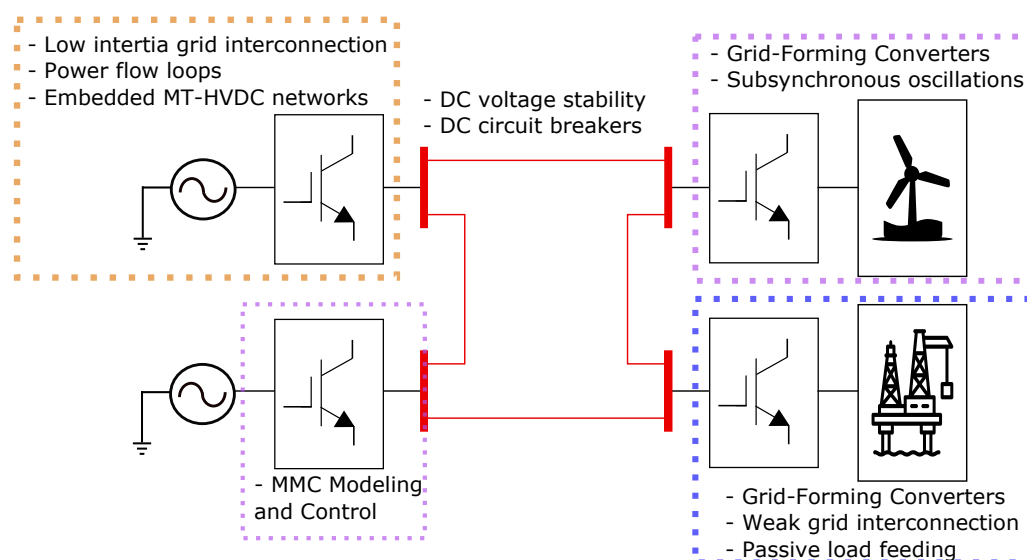 - Low intertia grid interconnection
- Power flow loops
- Embedded MT-HVDC networks
- DC voltage stability
- DC circuit breakers
- Grid-Forming Converters
- Subsynchronous oscillations
- MMC Modeling
and Control
- Grid-Forming Converters
- Weak grid interconnection
- Passive load feeding